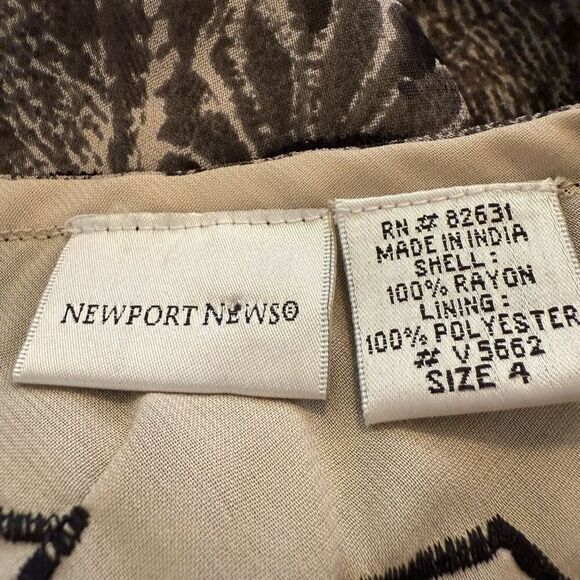 NEWPORT NEWS®
RN # 82631
MADE IN INDIA
SHELL:
100% RAYON
LINING:
100% POLYESTER
# V5662
SIZE 4